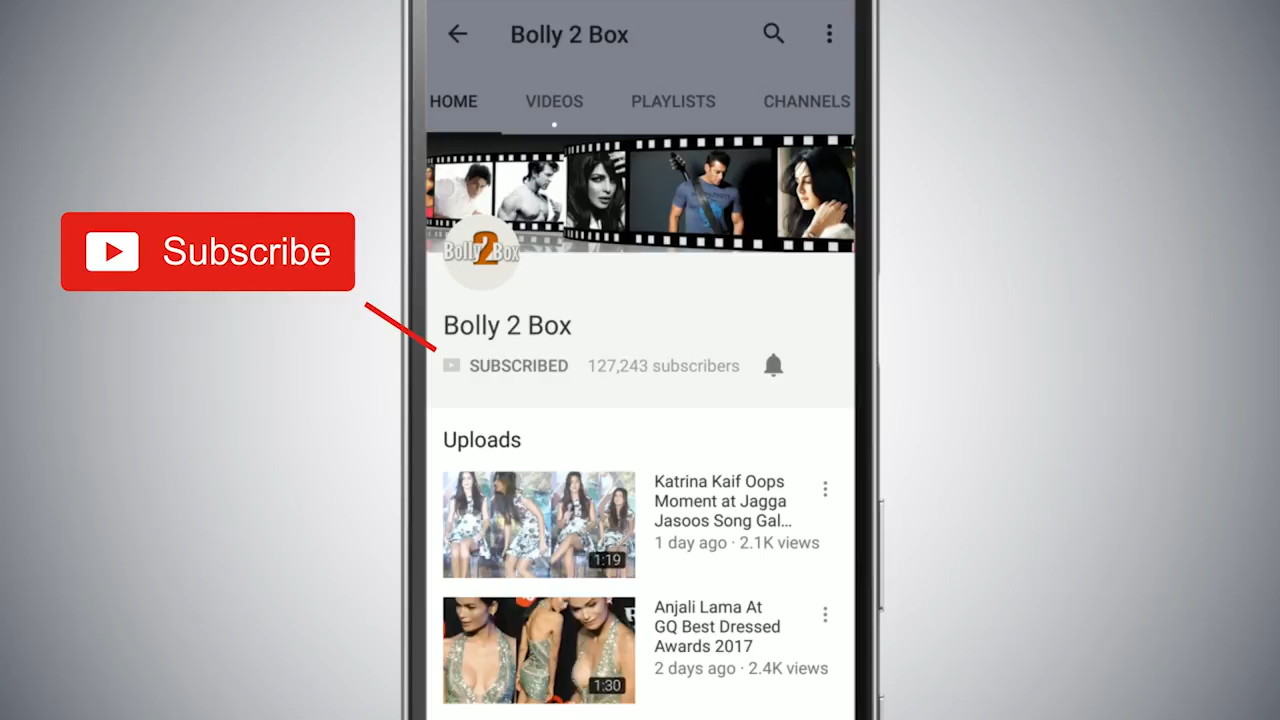 Bolly 2 Box
HOME VIDEOS PLAYLISTS CHANNELS
Bolly 2 Box
Subscribe
Bolly 2 Box
SUBSCRIBED 127,243 subscribers
Uploads
Katrina Kaif Oops
Moment at Jagga
Jasoos Song Gal...
1 day ago · 2.1K views
1:19
Anjali Lama At
GQ Best Dressed
Awards 2017
2 days ago · 2.4K views
1:30